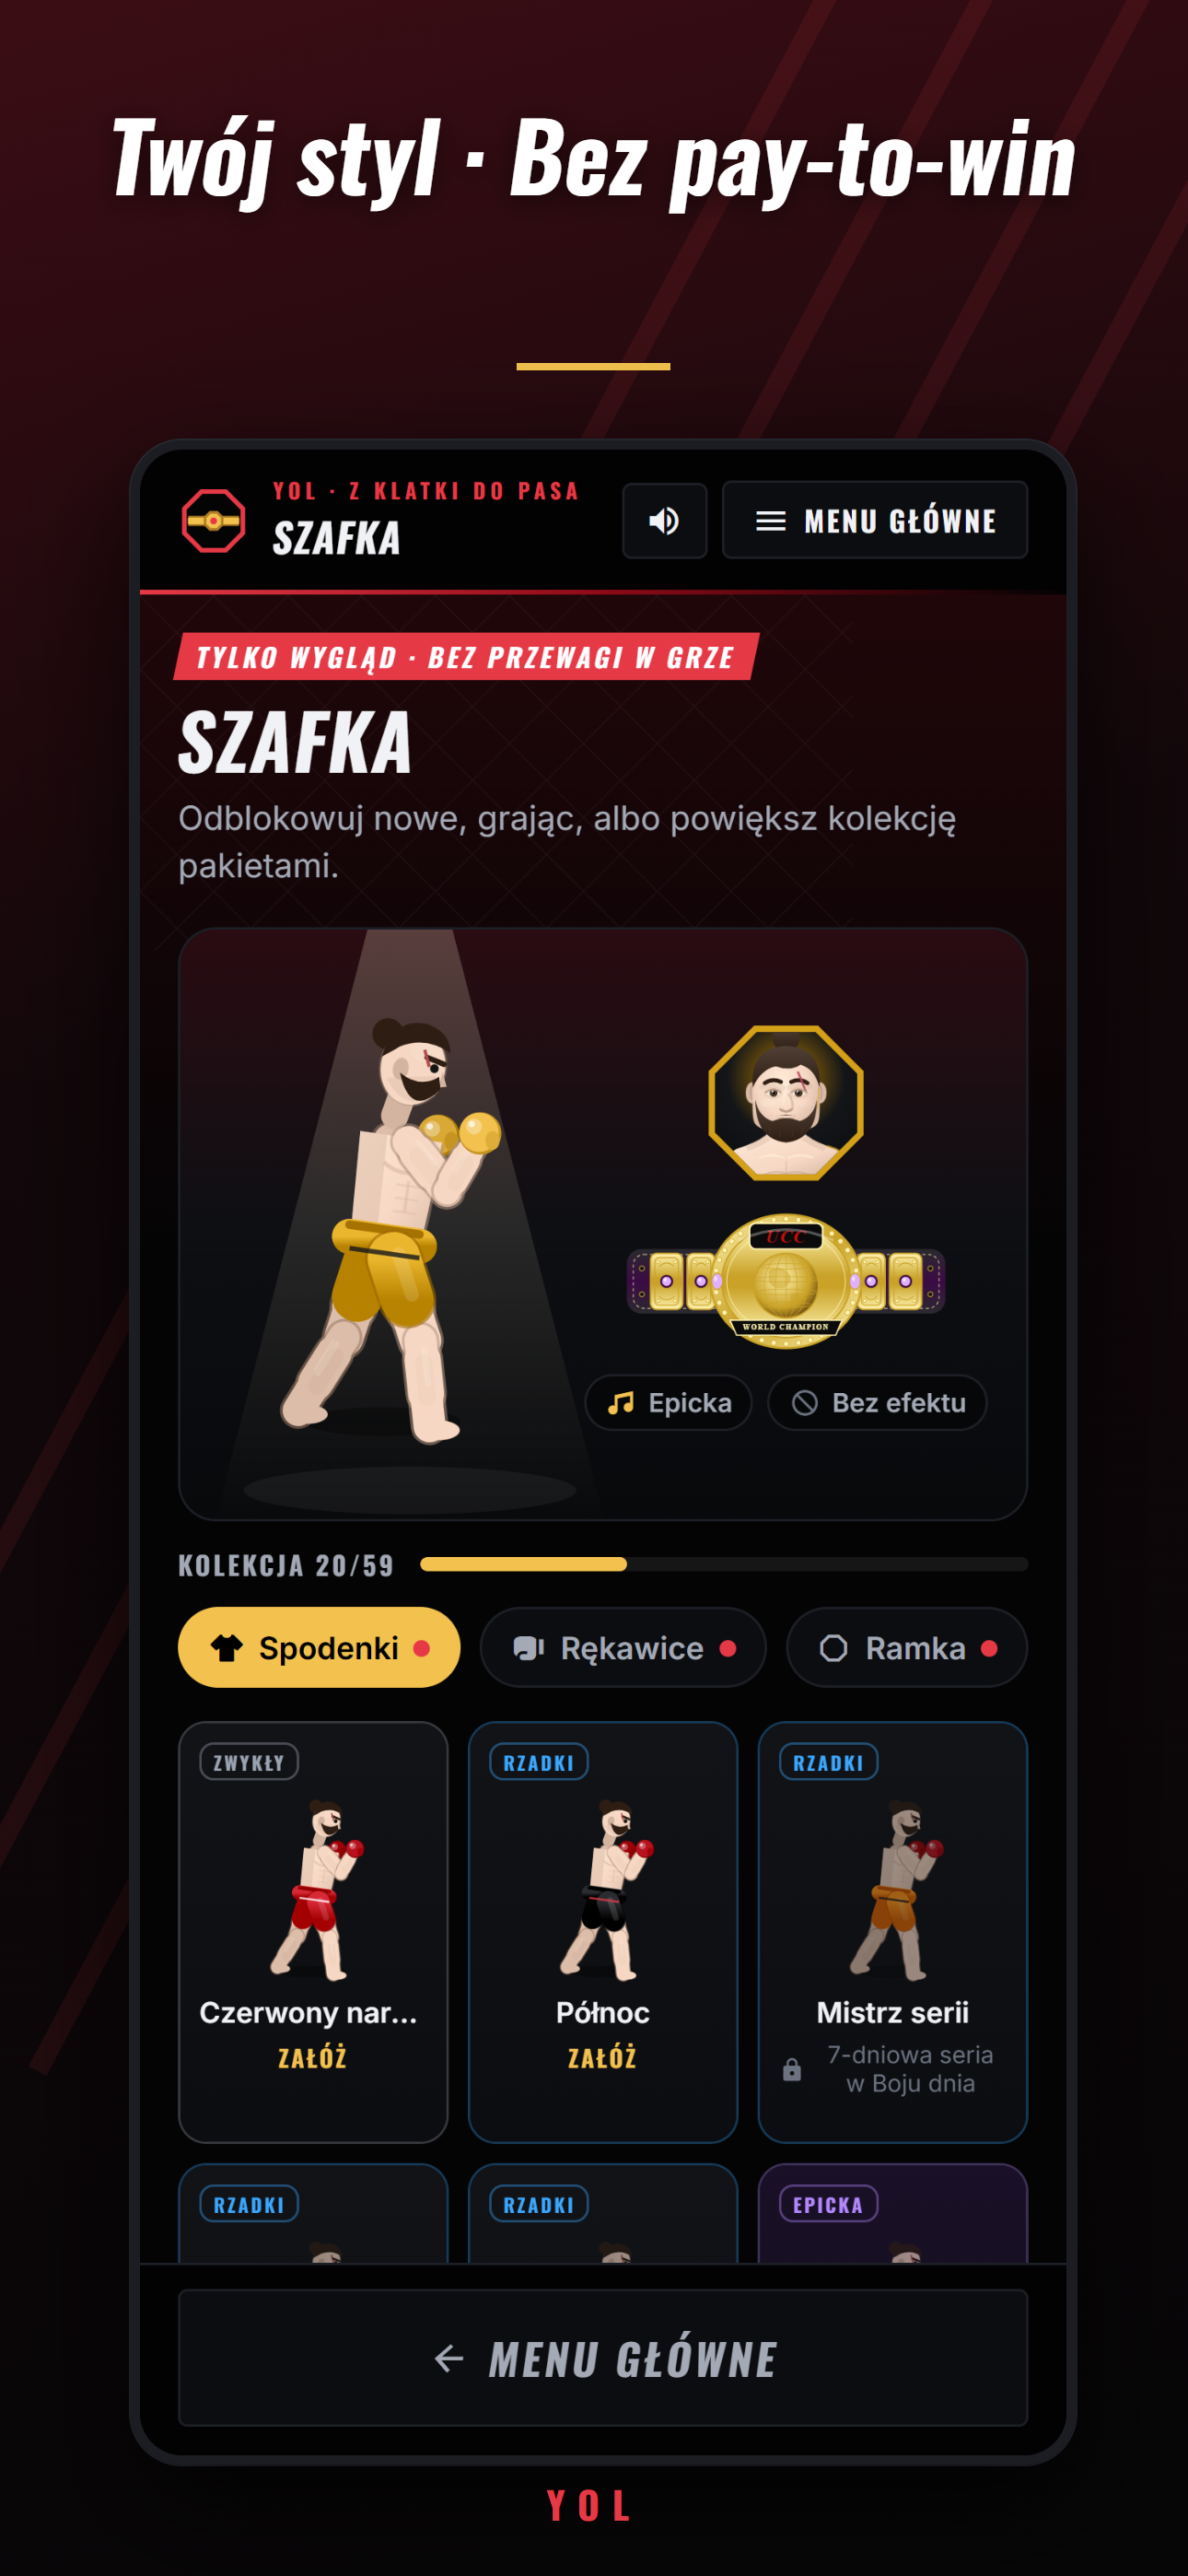 Twój styl · Bez pay-to-win
YOL · Z KLATKI DO PASA
SZAFKA
MENU GŁÓWNE
TYLKO WYGLĄD · BEZ PRZEWAGI W GRZE
SZAFKA
Odblokowuj nowe, grając, albo powiększ kolekcję
pakietami.
UCC
WORLD CHAMPION
Epicka
Bez efektu
KOLEKCJA 20/59
Spodenki
Rękawice
Ramka
ZWYKŁY
RZADKI
RZADKI
Czerwony nar...
Północ
Mistrz serii
ZAŁÓŻ
ZAŁÓŻ
7-dniowa seria
w Boju dnia
RZADKI
RZADKI
EPICKA
MENU GŁÓWNE
YOL